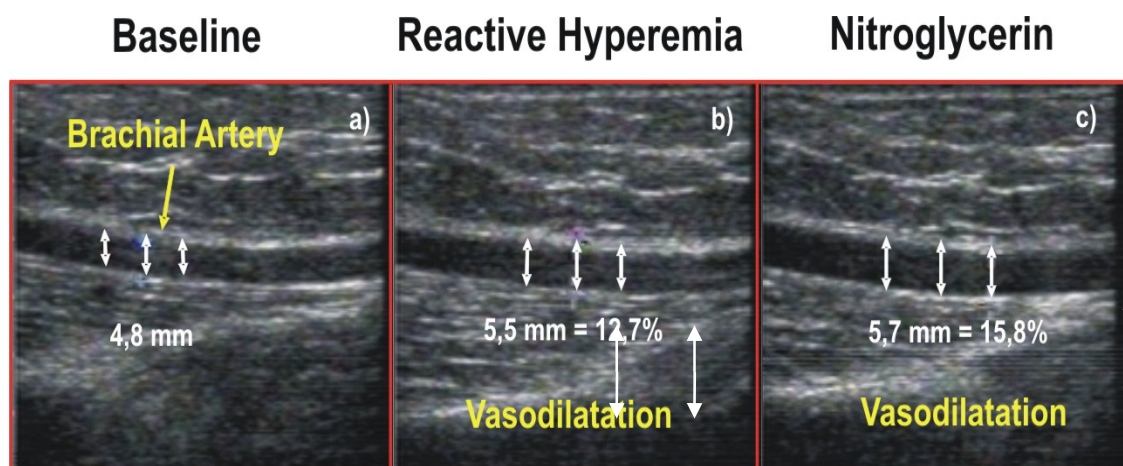 Baseline
Reactive Hyperemia
Nitroglycerin
a)
Brachial Artery
4,8 mm
b)
5,5 mm = 12,7%
Vasodilatation
c)
5,7 mm = 15,8%
Vasodilatation